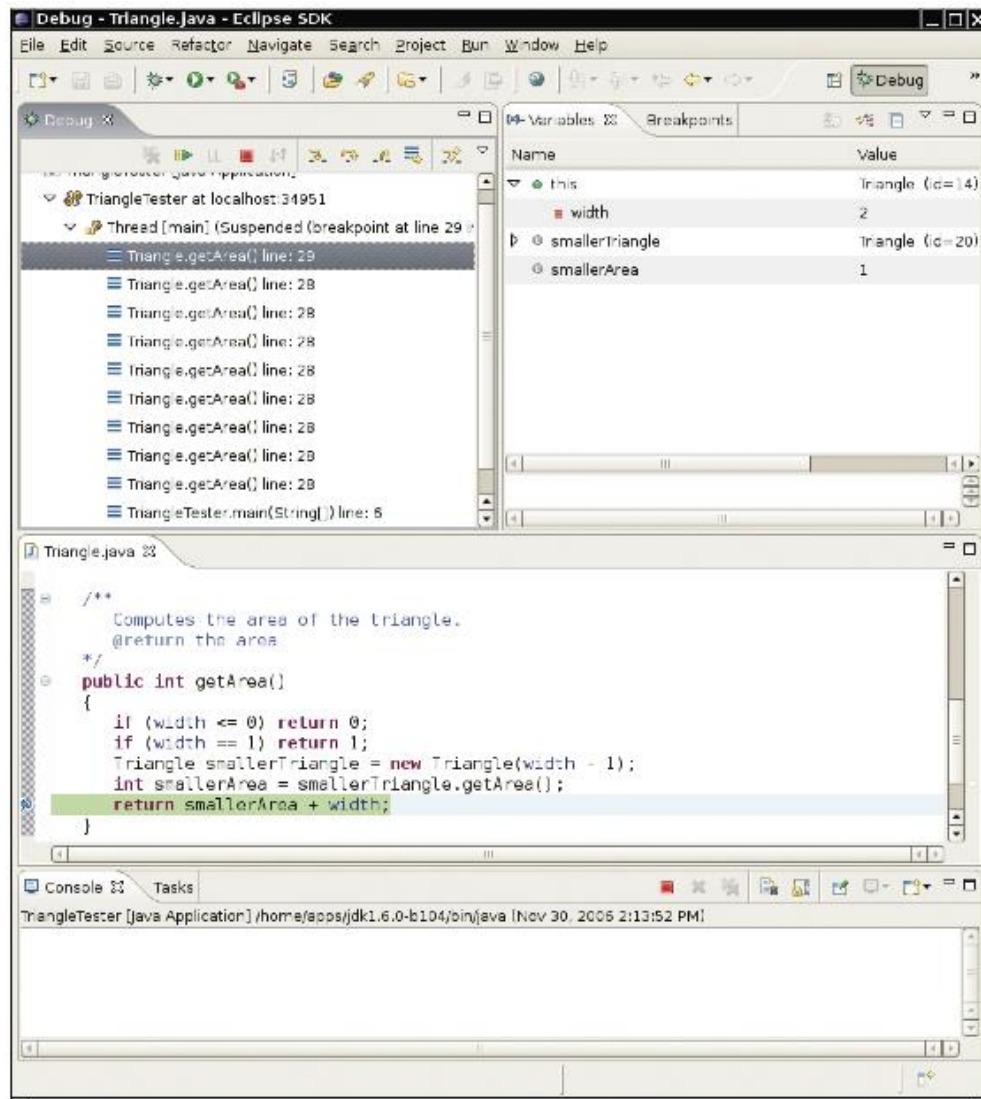 Debug - Triangle.java - Eclipse SDK
File Edit Source Refactor Navigate Search Project Run Window Help
Debug
Debug
Variables Breakpoints
Name Value
this Triangle (id=14)
width 2
smallerTriangle Triangle (id=20)
smallerArea 1
TriangleTester [Java Application]
TriangleTester at localhost:34951
Thread [main] (Suspended (breakpoint at line 29
Triangle.getArea() line: 29
Triangle.getArea() line: 28
Triangle.getArea() line: 28
Triangle.getArea() line: 28
Triangle.getArea() line: 28
Triangle.getArea() line: 28
Triangle.getArea() line: 28
Triangle.getArea() line: 28
Triangle.getArea() line: 28
TriangleTester.main(String[]) line: 6
Triangle.java
/**
Computes the area of the triangle.
@return the area
*/
public int getArea()
{
if (width <= 0) return 0;
if (width == 1) return 1;
Triangle smallerTriangle = new Triangle(width - 1);
int smallerArea = smallerTriangle.getArea();
return smallerArea + width;
}
Console Tasks
TriangleTester [Java Application] /home/apps/jdk1.6.0-b104/bin/java (Nov 30, 2006 2:13:52 PM)